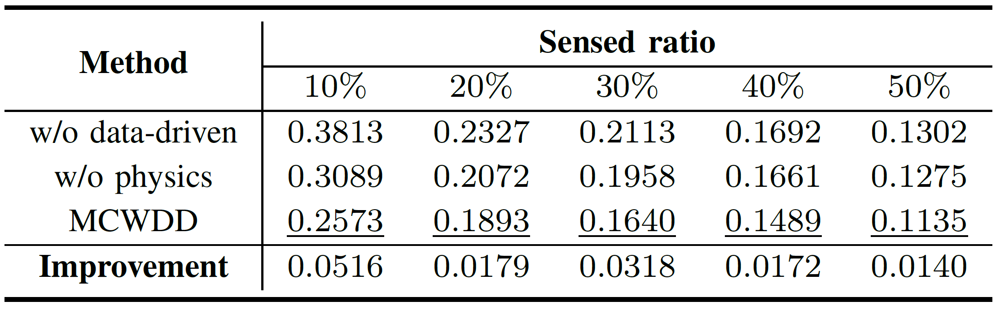 Method Sensed ratio
10% 20% 30% 40% 50%
w/o data-driven 0.3813 0.2327 0.2113 0.1692 0.1302
w/o physics 0.3089 0.2072 0.1958 0.1661 0.1275
MCWDD 0.2573 0.1893 0.1640 0.1489 0.1135
Improvement 0.0516 0.0179 0.0318 0.0172 0.0140